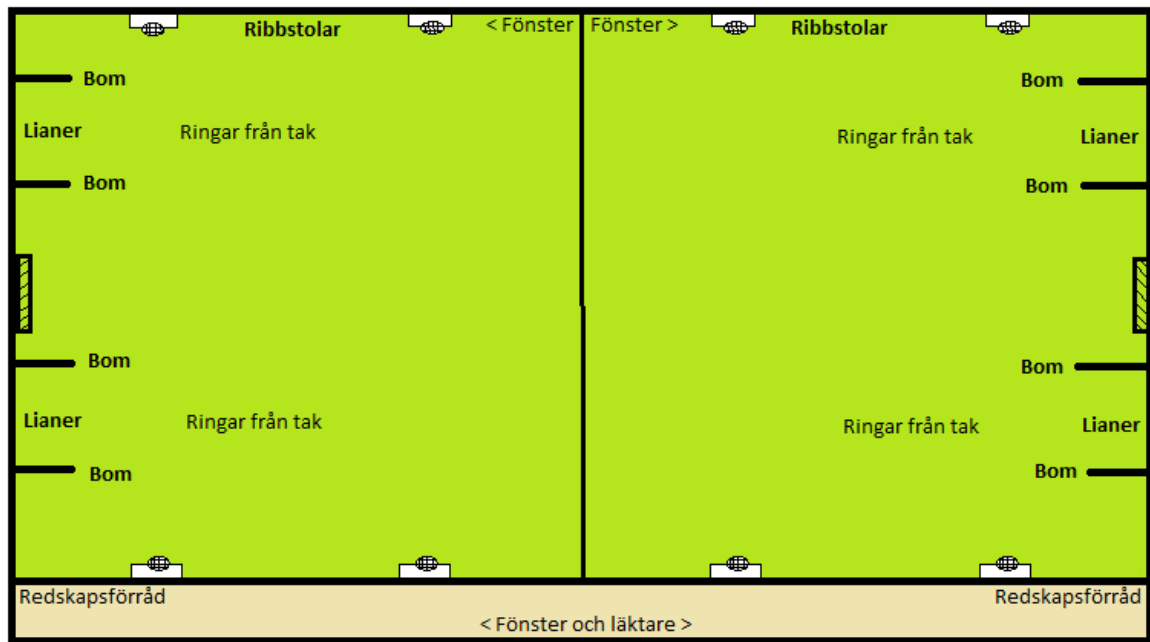 Ribbstolar < Fönster Fönster > Ribbstolar
Bom Bom
Lianer Ringar från tak Ringar från tak Lianer
Bom Bom
Bom Bom
Lianer Ringar från tak Ringar från tak Lianer
Bom Bom
Redskapsförråd Redskapsförråd
< Fönster och läktare >